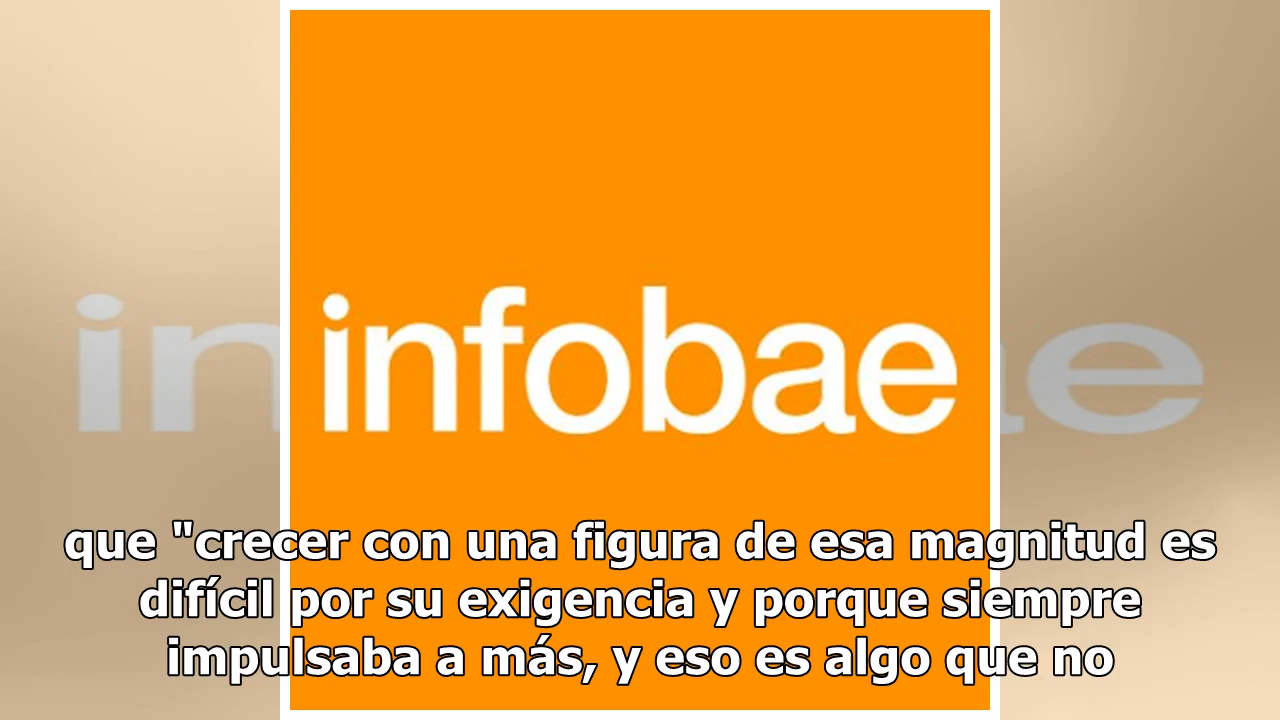 infobae
que "crecer con una figura de esa magnitud es
difícil por su exigencia y porque siempre
impulsaba a más, y eso es algo que no